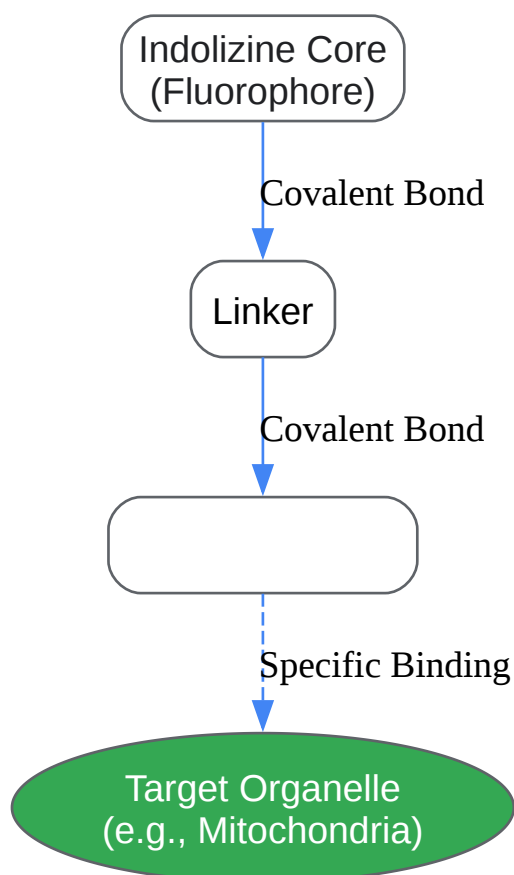 Indolizine Core
(Fluorophore)
Covalent Bond
Linker
Covalent Bond
Specific Binding
Target Organelle
(e.g., Mitochondria)